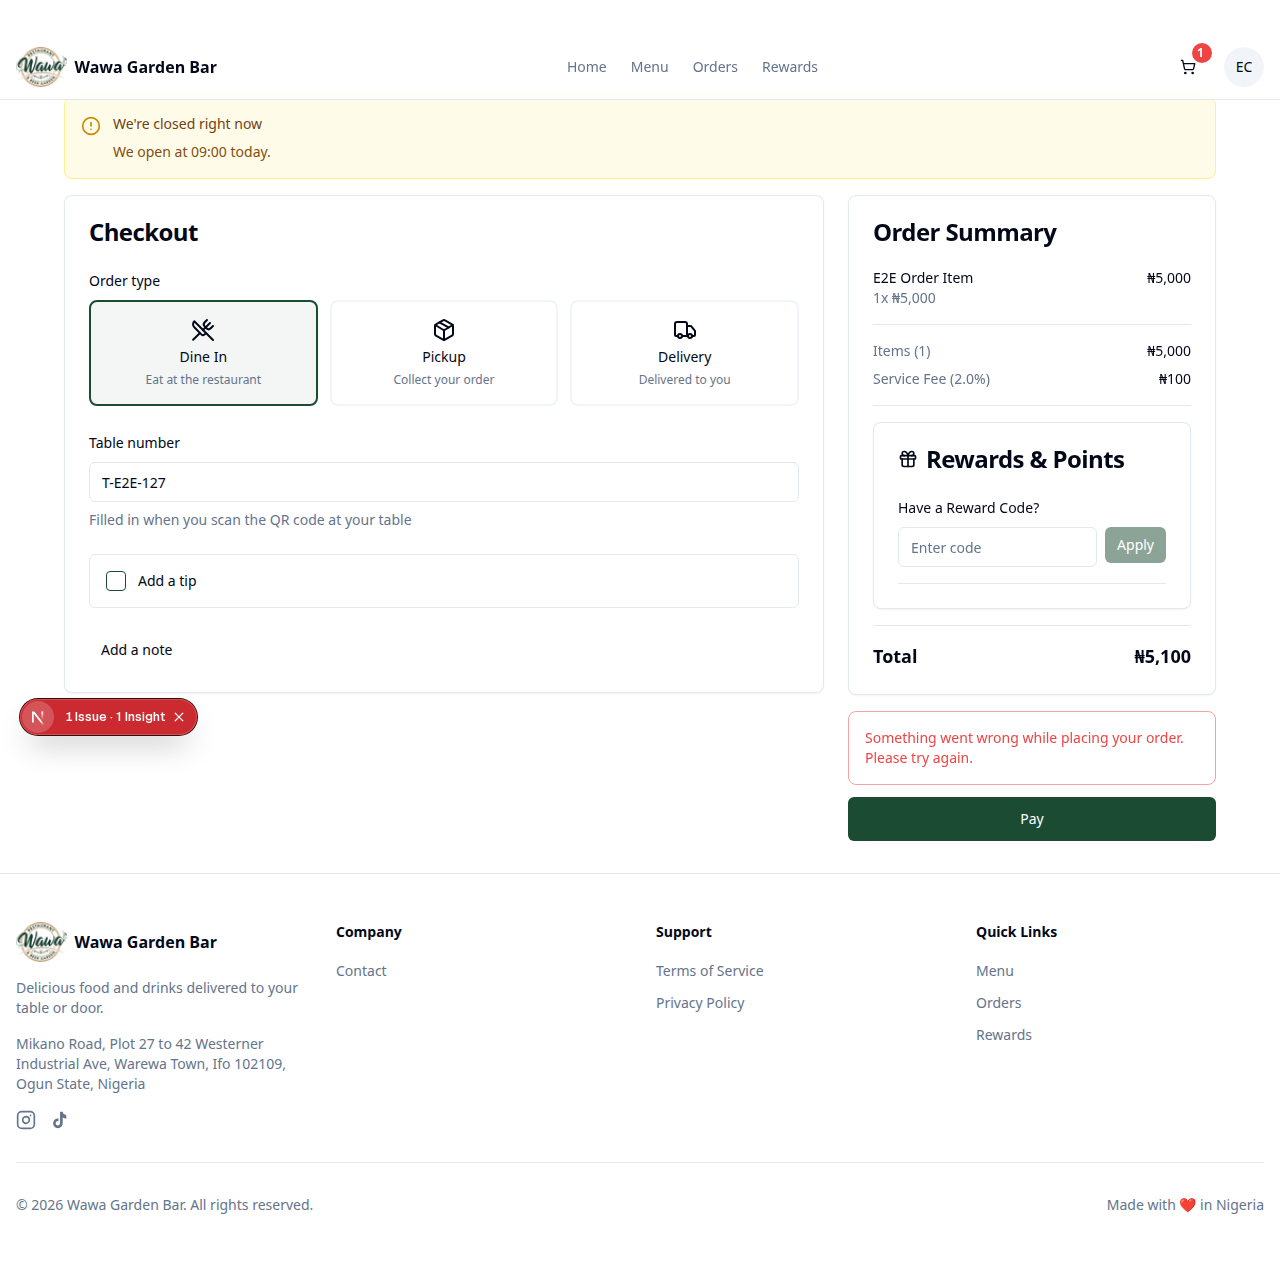 Wawa Garden Bar
Home
Menu
Orders
Rewards
1
EC
We're closed right now
We open at 09:00 today.
Checkout
Order type
Dine In
Eat at the restaurant
Pickup
Collect your order
Delivery
Delivered to you
Table number
T-E2E-127
Filled in when you scan the QR code at your table
Add a tip
Add a note
1 Issue · 1 Insight
Order Summary
E2E Order Item ₦5,000
1x ₦5,000
Items (1) ₦5,000
Service Fee (2.0%) ₦100
Rewards & Points
Have a Reward Code?
Enter code
Apply
Total ₦5,100
Something went wrong while placing your order.
Please try again.
Pay
Wawa Garden Bar
Delicious food and drinks delivered to your
table or door.
Mikano Road, Plot 27 to 42 Westerner
Industrial Ave, Warewa Town, Ifo 102109,
Ogun State, Nigeria
Company
Contact
Support
Terms of Service
Privacy Policy
Quick Links
Menu
Orders
Rewards
© 2026 Wawa Garden Bar. All rights reserved.
Made with ❤️ in Nigeria